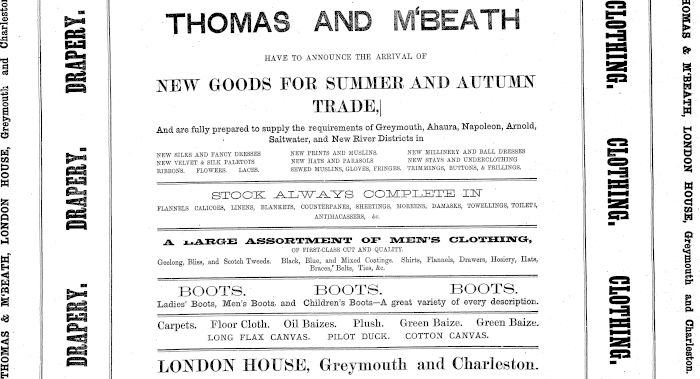 THOMAS AND M'BEATH
HAVE TO ANNOUNCE THE ARRIVAL OF
NEW GOODS FOR SUMMER AND AUTUMN
TRADE,
And are fully prepared to supply the requirements of Greymouth, Ahaura, Napoleon, Arnold,
Saltwater, and New River Districts in
NEW SILKS AND FANCY DRESSES NEW PRINTS AND MUSLINS. NEW MILLINERY AND BALL DRESSES
NEW VELVET & SILK PALETOTS NEW HATS AND PARASOLS NEW STAYS AND UNDERCLOTHING
RIBBONS. FLOWERS. LACES. SEWED MUSLINS, GLOVES, FRINGES. TRIMMINGS, BUTTONS, & FRILLINGS.
STOCK ALWAYS COMPLETE IN
FLANNELS CALICOES, LINENS, BLANKETS, COUNTERPANES, SHEETINGS, MOREENS, DAMASKS, TOWELLINGS, TOILETS,
ANTIMACASSERS, &c.
A LARGE ASSORTMENT OF MEN'S CLOTHING,
OF FIRST-CLASS CUT AND QUALITY.
Geelong, Bliss, and Scotch Tweeds. Black, Blue, and Mixed Coatings. Shirts, Flannels, Drawers, Hosiery, Hats,
Braces, Belts, Ties, &c.
BOOTS. BOOTS. BOOTS.
Ladies' Boots, Men's Boots and Children's Boots—A great variety of every description.
Carpets. Floor Cloth. Oil Baizes. Plush. Green Baize. Green Baize.
LONG FLAX CANVAS. PILOT DUCK. COTTON CANVAS.
LONDON HOUSE, Greymouth and Charleston.
THOMAS & M'BEATH, LONDON HOUSE, Greymouth and Charleston
DRAPERY. DRAPERY. DRAPERY.
CLOTHING. CLOTHING. CLOTHING.
THOMAS & M'BEATH, LONDON HOUSE, Greymouth and Charleston.